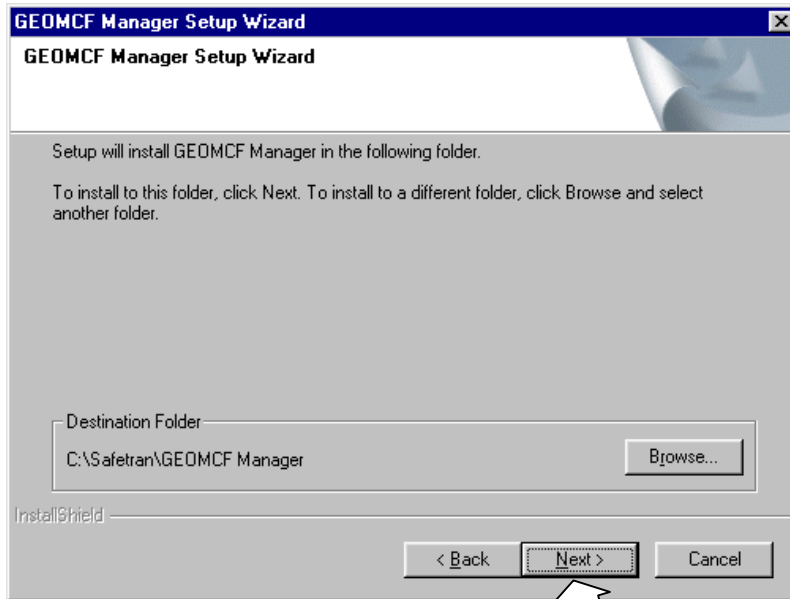 GEOMCF Manager Setup Wizard
GEOMCF Manager Setup Wizard
Setup will install GEOMCF Manager in the following folder.
To install to this folder, click Next. To install to a different folder, click Browse and select
another folder.
Destination Folder
C:\Safetran\GEOMCF Manager
Browse...
InstallShield
< Back
Next >
Cancel